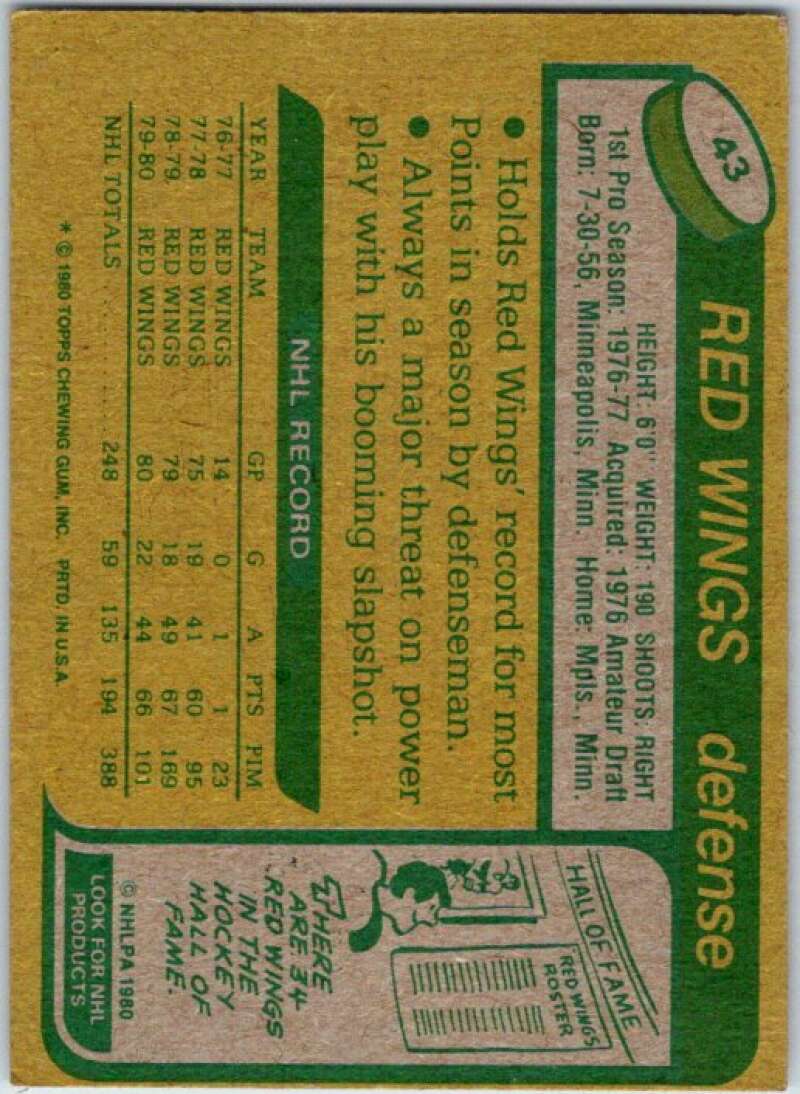 43
RED WINGS defense
HEIGHT: 6'0" WEIGHT: 190 SHOOTS: RIGHT
1st Pro Season: 1976-77 Acquired: 1976 Amateur Draft
Born: 7-30-56, Minneapolis, Minn. Home: Mpls., Minn.
● Holds Red Wings' record for most
Points in season by defenseman.
● Always a major threat on power
play with his booming slapshot.
NHL RECORD
YEAR TEAM GP G A PTS PIM
76-77 RED WINGS 14 0 1 1 23
77-78 RED WINGS 75 19 41 60 95
78-79 RED WINGS 79 18 49 67 169
79-80 RED WINGS 80 22 44 66 101
NHL TOTALS .......... 248 59 135 194 388
* © 1980 TOPPS CHEWING GUM, INC. PRTD. IN U.S.A.
HALL OF FAME
RED WINGS
ROSTER
THERE
ARE 34
RED WINGS
IN THE
HOCKEY
HALL OF
FAME.
© NHLPA 1980
LOOK FOR NHL
PRODUCTS